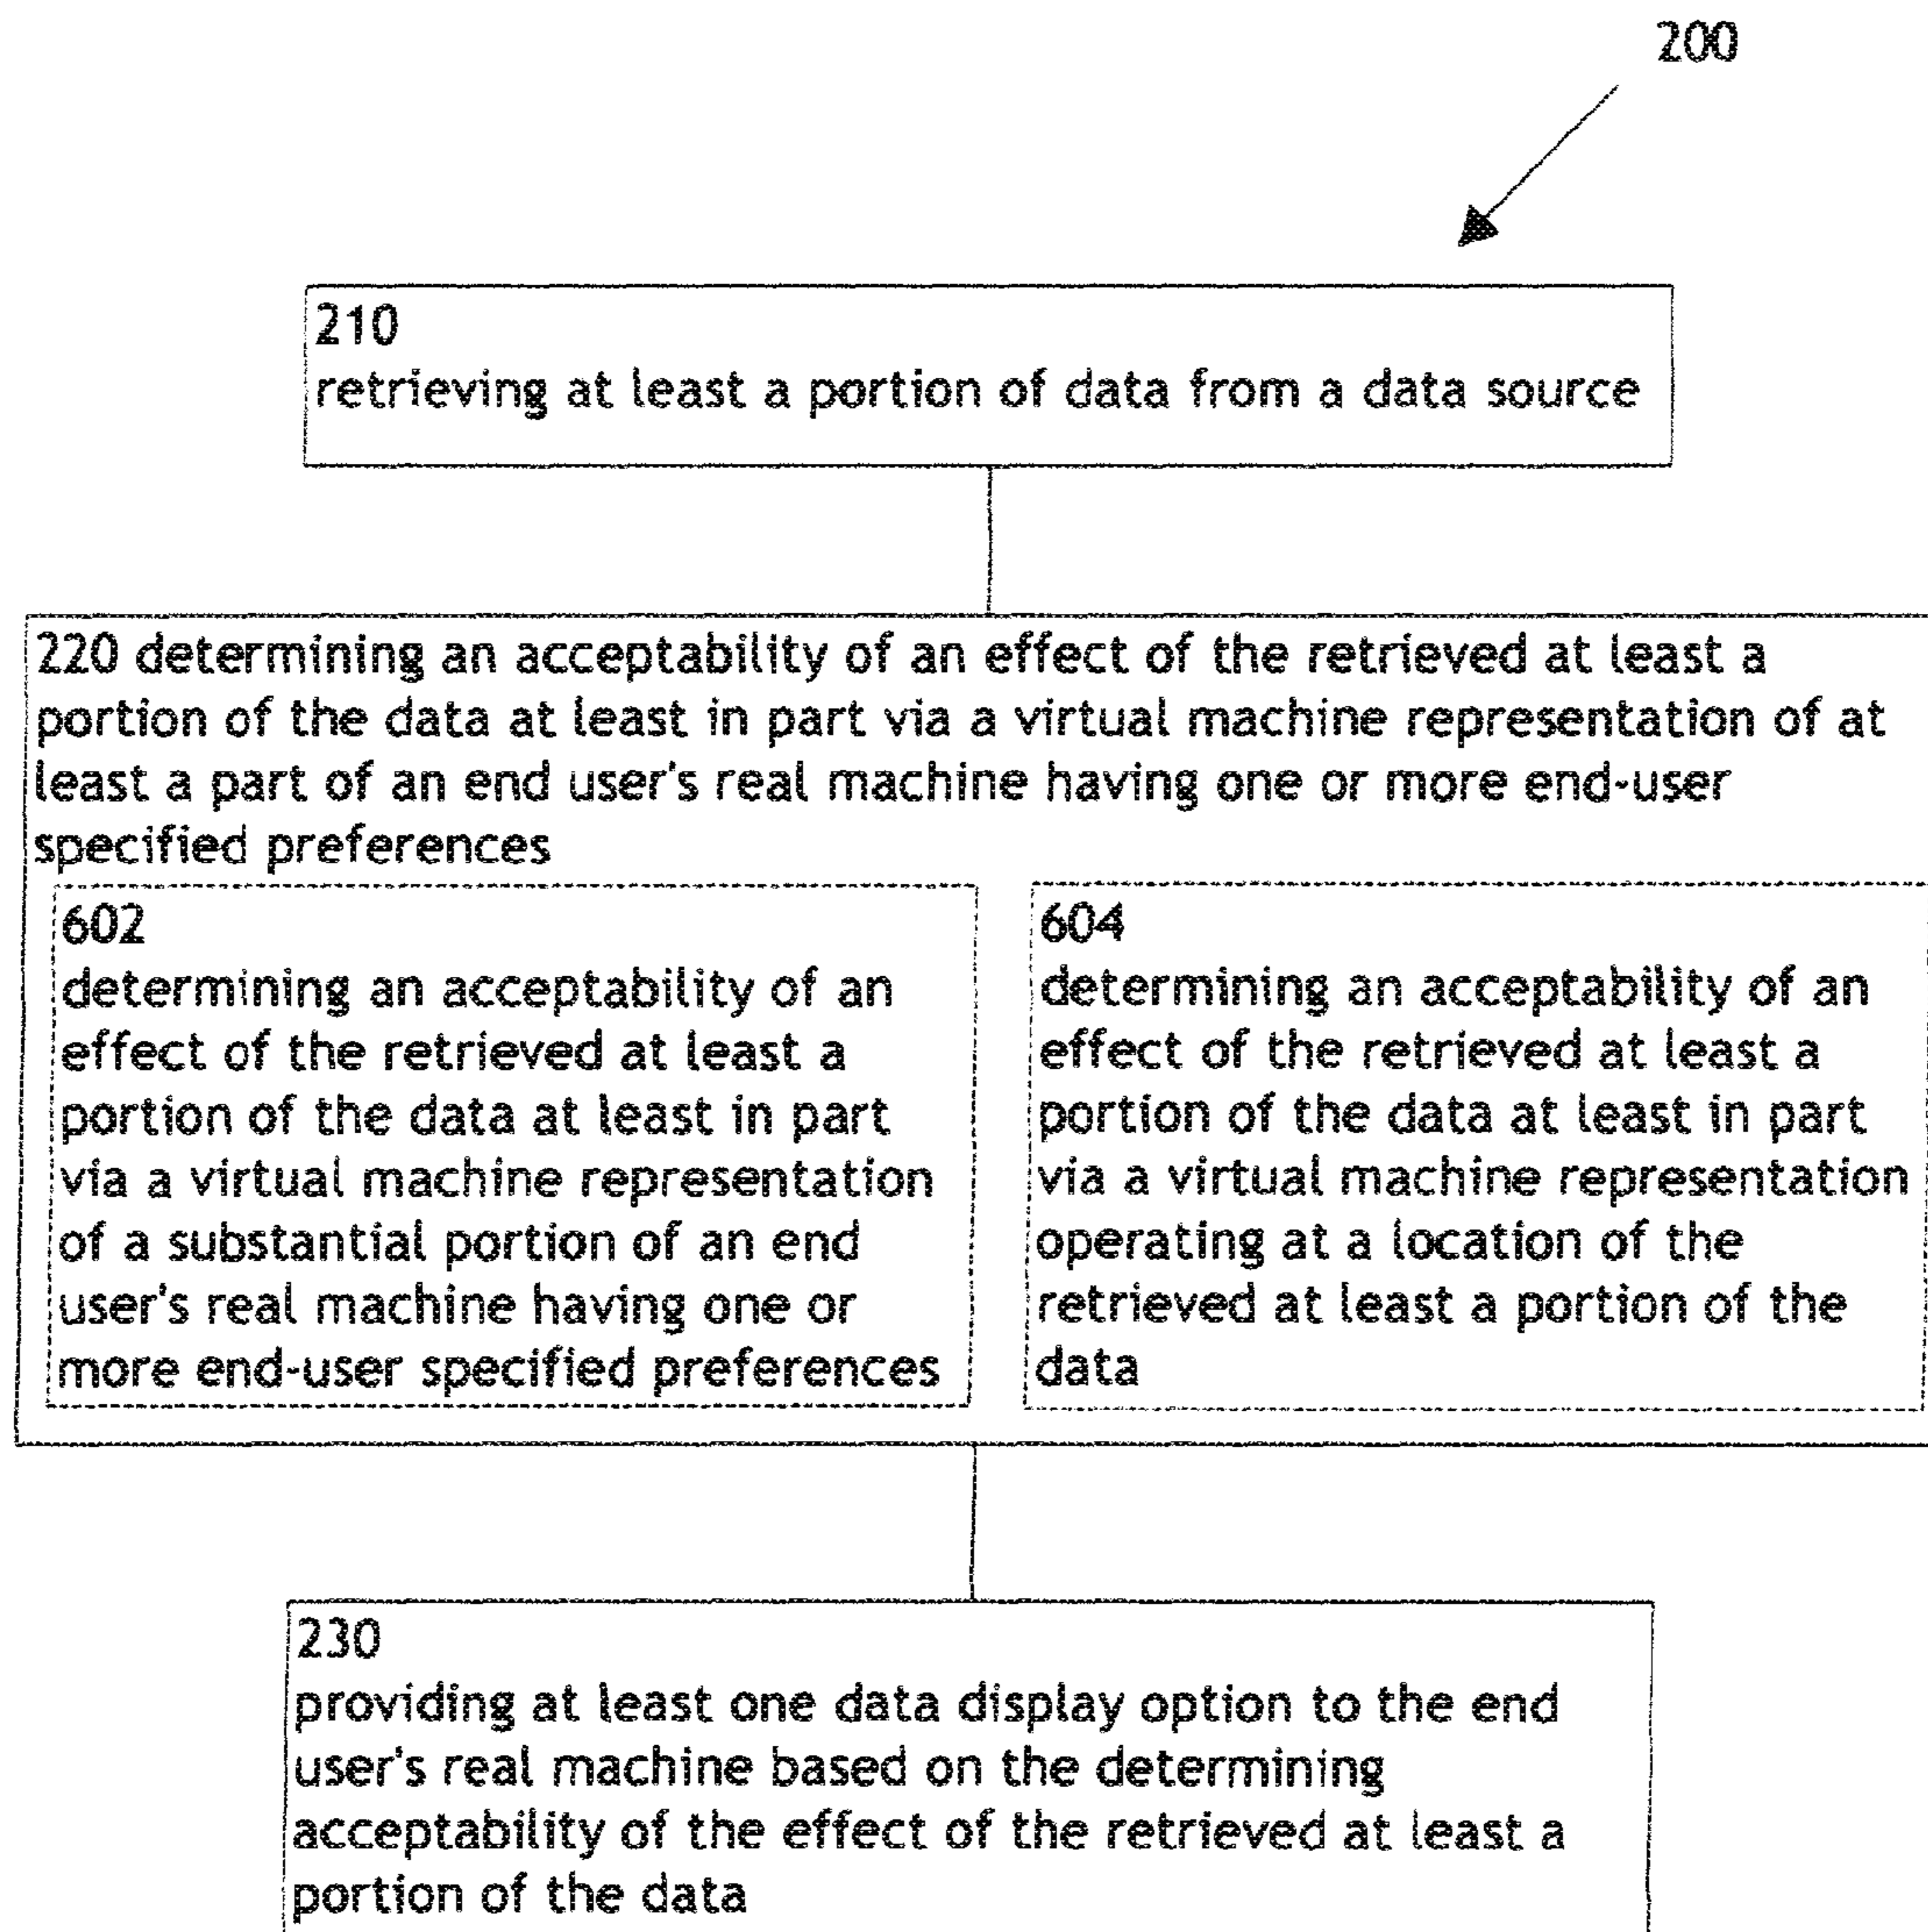 200
210
retrieving at least a portion of data from a data source
220 determining an acceptability of an effect of the retrieved at least a
portion of the data at least in part via a virtual machine representation of at
least a part of an end user's real machine having one or more end-user
specified preferences
602
determining an acceptability of an
effect of the retrieved at least a
portion of the data at least in part
via a virtual machine representation
of a substantial portion of an end
user's real machine having one or
more end-user specified preferences
604
determining an acceptability of an
effect of the retrieved at least a
portion of the data at least in part
via a virtual machine representation
operating at a location of the
retrieved at least a portion of the
data
230
providing at least one data display option to the end
user's real machine based on the determining
acceptability of the effect of the retrieved at least a
portion of the data